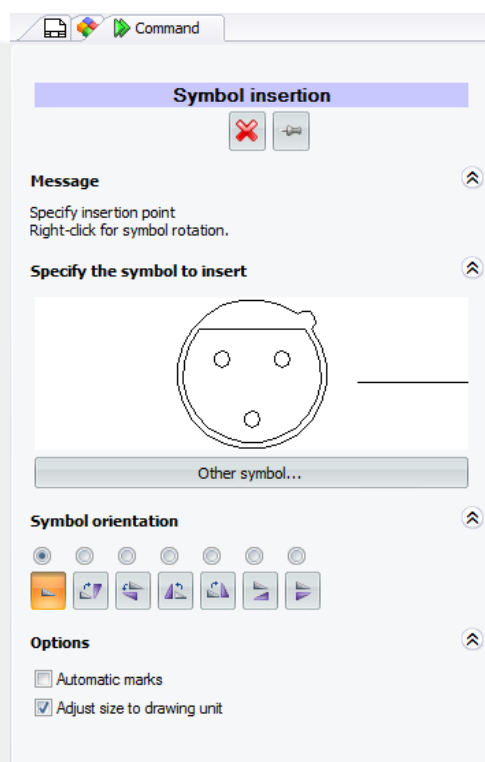 Command
Symbol insertion
Message
Specify insertion point
Right-click for symbol rotation.
Specify the symbol to insert
Other symbol...
Symbol orientation
Options
Automatic marks
Adjust size to drawing unit